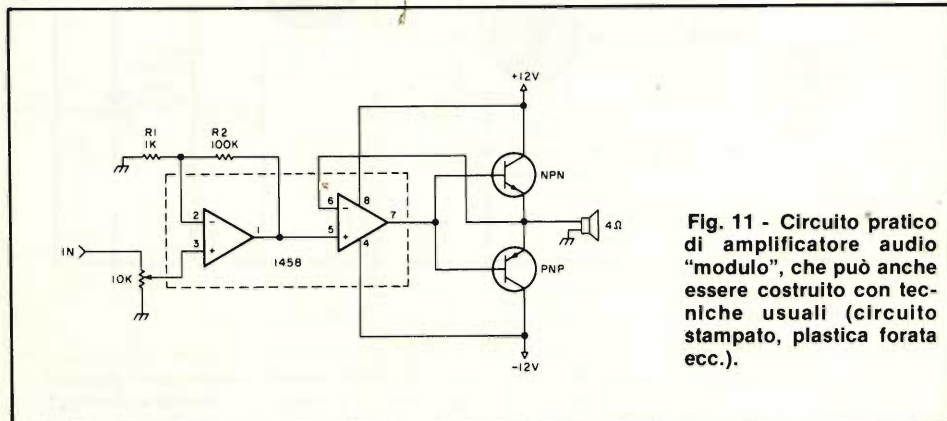 +12V
R1
1K
R2
100K
NPN
2
-
3
+
1
6
-
5
+
8
7
4
1458
IN
10K
4Ω
PNP
-12V
Fig. 11 - Circuito pratico
di amplificatore audio
"modulo", che può anche
essere costruito con tec-
niche usuali (circuito
stampato, plastica forata
ecc.).